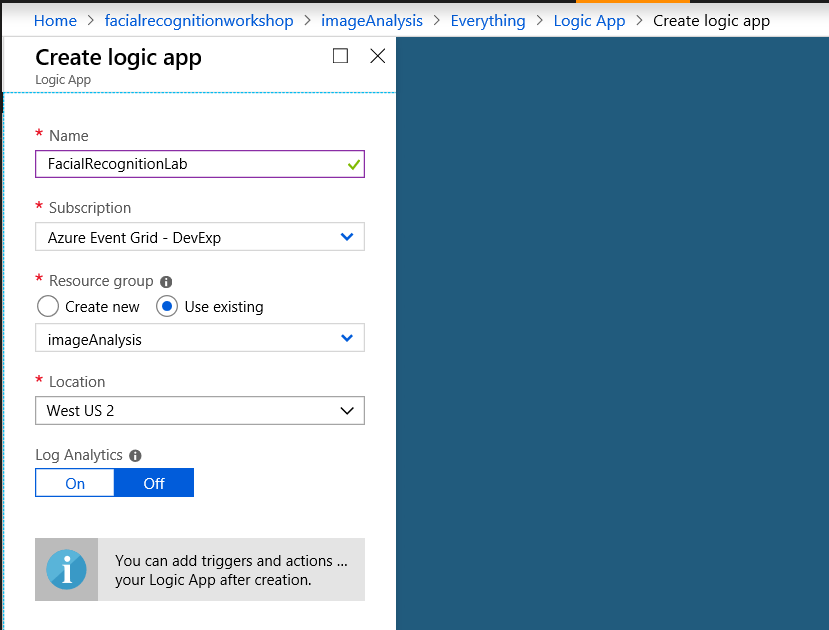 Home > facialrecognitionworkshop > imageAnalysis > Everything > Logic App > Create logic app
Create logic app
Logic App
* Name
FacialRecognitionLab
* Subscription
Azure Event Grid - DevExp
* Resource group
Create new Use existing
imageAnalysis
* Location
West US 2
Log Analytics
On Off
You can add triggers and actions ...
your Logic App after creation.